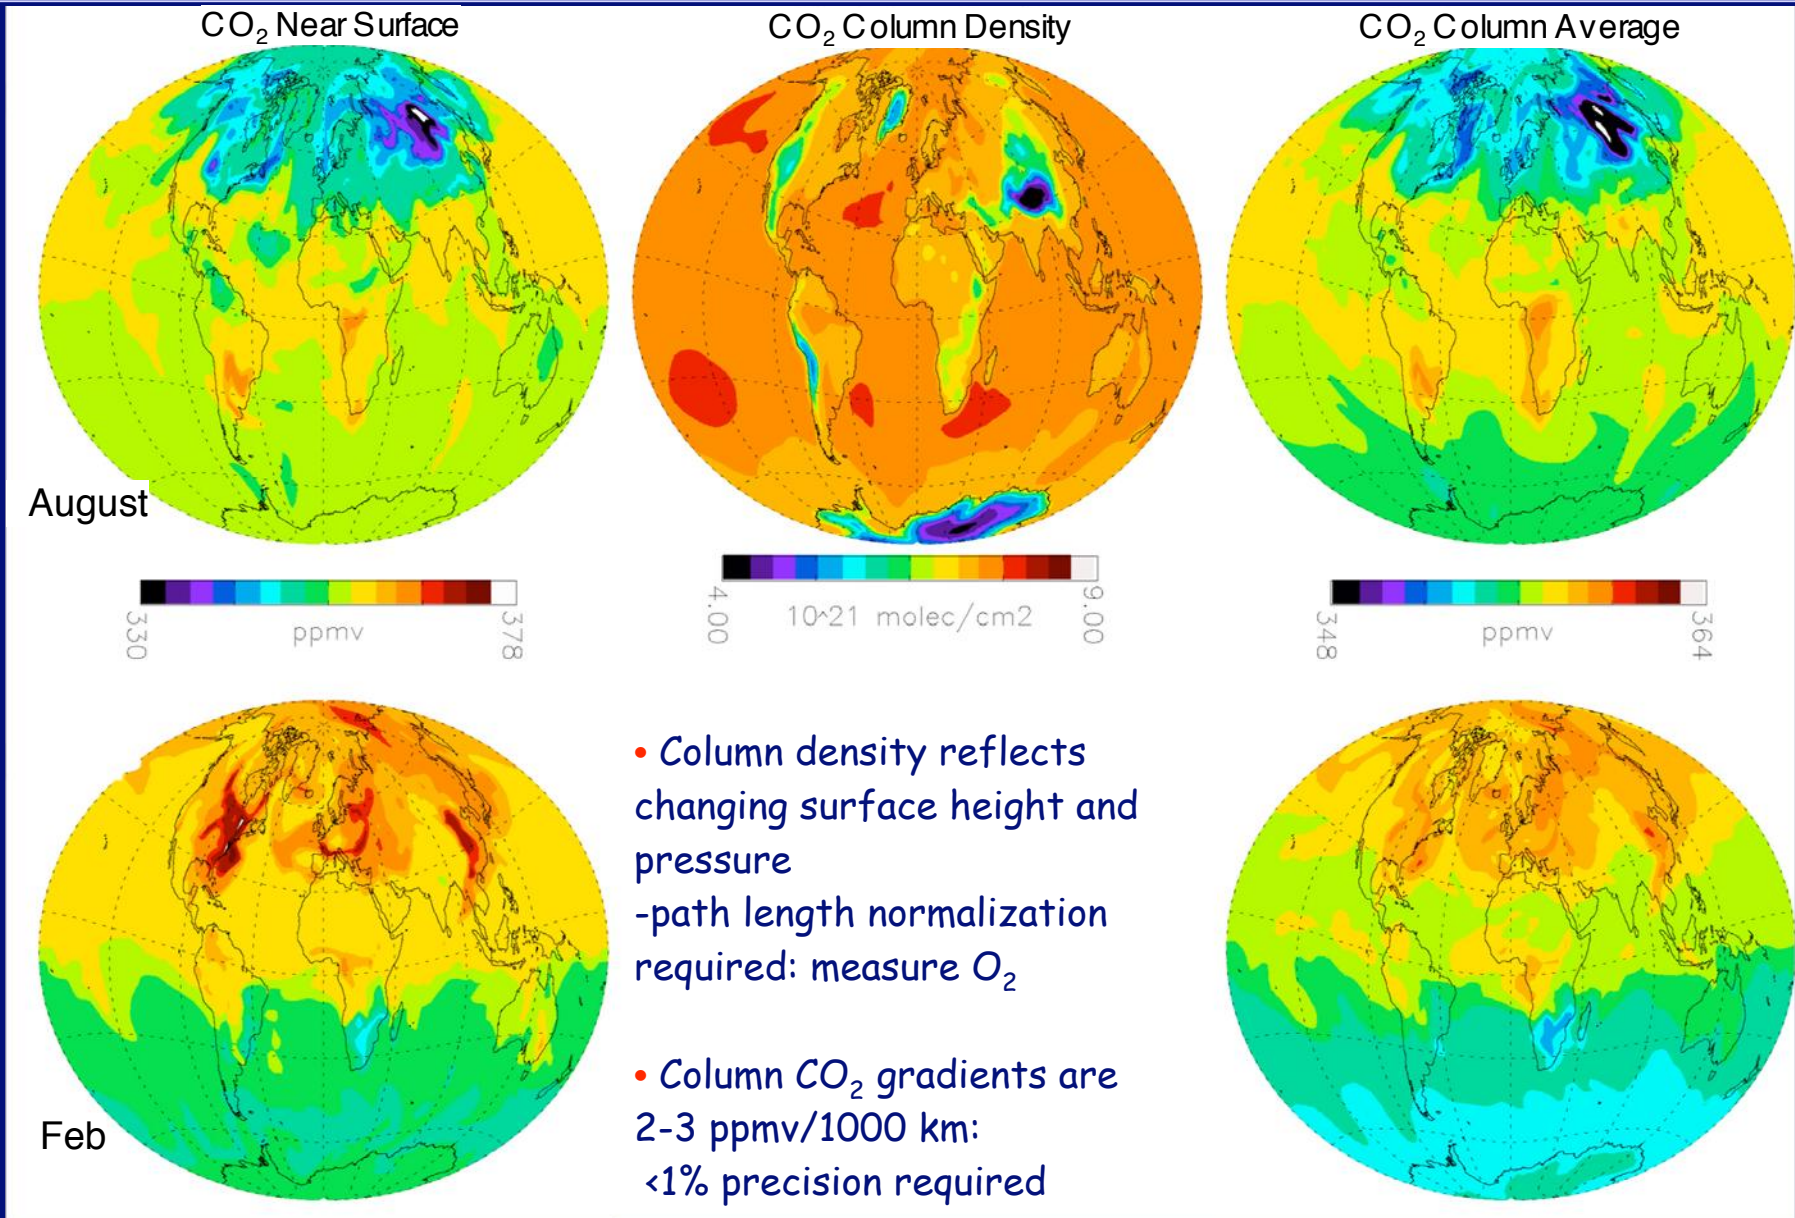 CO₂ Near Surface
CO₂ Column Density
CO₂ Column Average
August
330
ppmv
378
4.00
10^21 molec/cm2
9.00
348
ppmv
364
• Column density reflects
changing surface height and
pressure
-path length normalization
required: measure O₂
• Column CO₂ gradients are
2-3 ppmv/1000 km:
<1% precision required
Feb